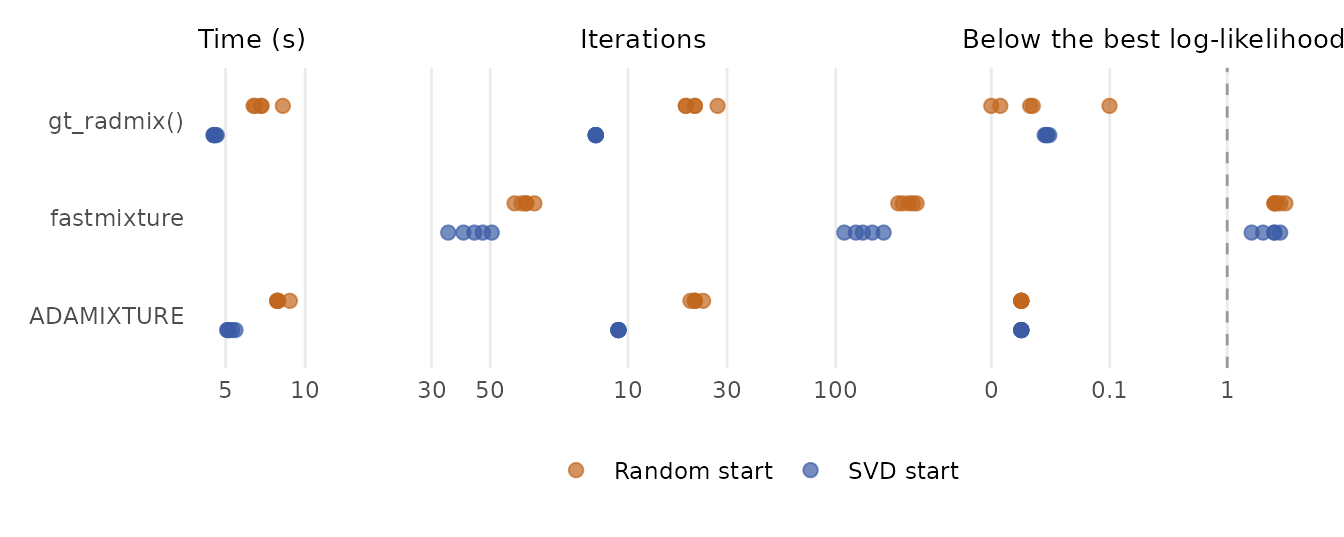 Time (s)
Iterations
Below the best log-likelihood
gt_radmix()
fastmixture
ADAMIXTURE
5 10 30 50 10 30 100 0 0.1 1
Random start SVD start